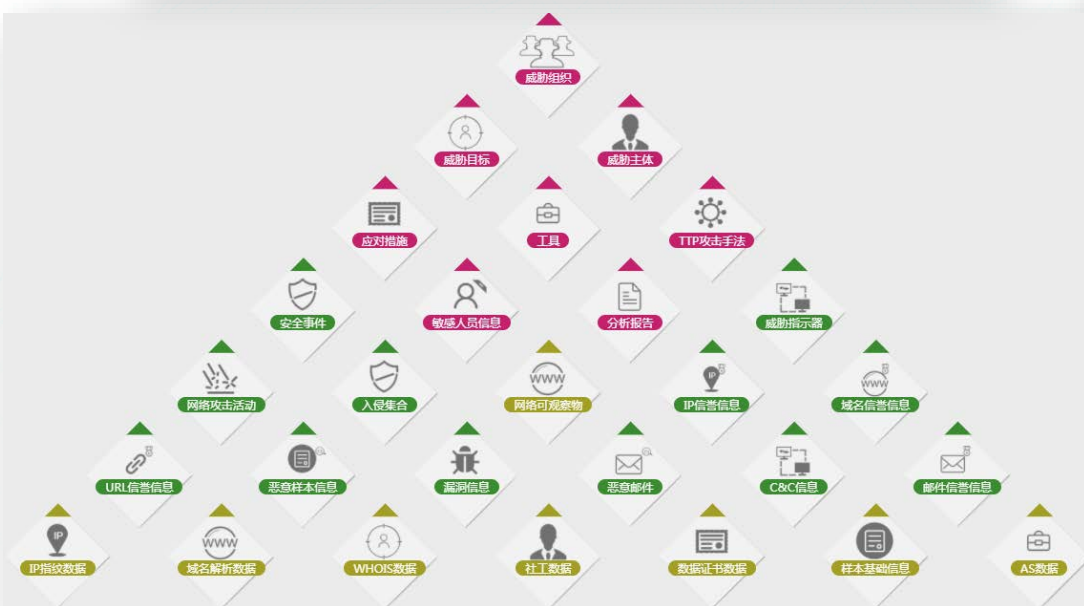 威胁组织
威胁目标
威胁主体
应对措施
工具
TTP攻击手法
安全事件
敏感人员信息
分析报告
威胁指示器
网络攻击活动
入侵集合
WWW
网络可观察物
IP
IP信誉信息
WWW
域名信誉信息
URL信誉信息
恶意样本信息
漏洞信息
恶意邮件
C&C信息
邮件信誉信息
IP
IP指纹数据
WWW
域名解析数据
WHOIS数据
社工数据
数据证书数据
样本基础信息
AS数据